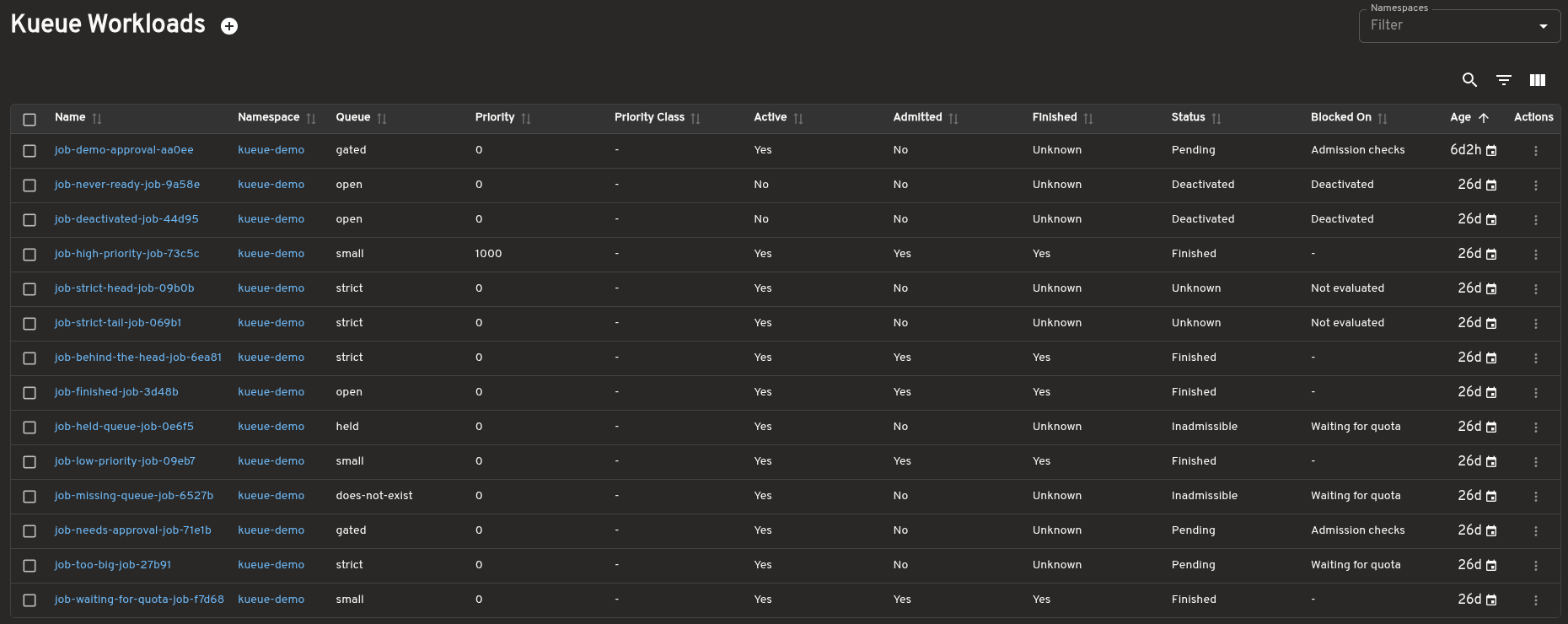 Kueue Workloads
Namespaces
Filter
Name Namespace Queue Priority Priority Class Active Admitted Finished Status Blocked On Age Actions
job-demo-approval-aa0ee kueue-demo gated 0 - Yes No Unknown Pending Admission checks 6d2h
job-never-ready-job-9a58e kueue-demo open 0 - No No Unknown Deactivated Deactivated 26d
job-deactivated-job-44d95 kueue-demo open 0 - No No Unknown Deactivated Deactivated 26d
job-high-priority-job-73c5c kueue-demo small 1000 - Yes Yes Yes Finished - 26d
job-strict-head-job-09b0b kueue-demo strict 0 - Yes No Unknown Unknown Not evaluated 26d
job-strict-tail-job-069b1 kueue-demo strict 0 - Yes No Unknown Unknown Not evaluated 26d
job-behind-the-head-job-6ea81 kueue-demo strict 0 - Yes Yes Yes Finished - 26d
job-finished-job-3d48b kueue-demo open 0 - Yes Yes Yes Finished - 26d
job-held-queue-job-0e6f5 kueue-demo held 0 - Yes No Unknown Inadmissible Waiting for quota 26d
job-low-priority-job-09eb7 kueue-demo small 0 - Yes Yes Yes Finished - 26d
job-missing-queue-job-6527b kueue-demo does-not-exist 0 - Yes No Unknown Inadmissible Waiting for quota 26d
job-needs-approval-job-71e1b kueue-demo gated 0 - Yes No Unknown Pending Admission checks 26d
job-too-big-job-27b91 kueue-demo strict 0 - Yes No Unknown Pending Waiting for quota 26d
job-waiting-for-quota-job-f7d68 kueue-demo small 0 - Yes Yes Yes Finished - 26d